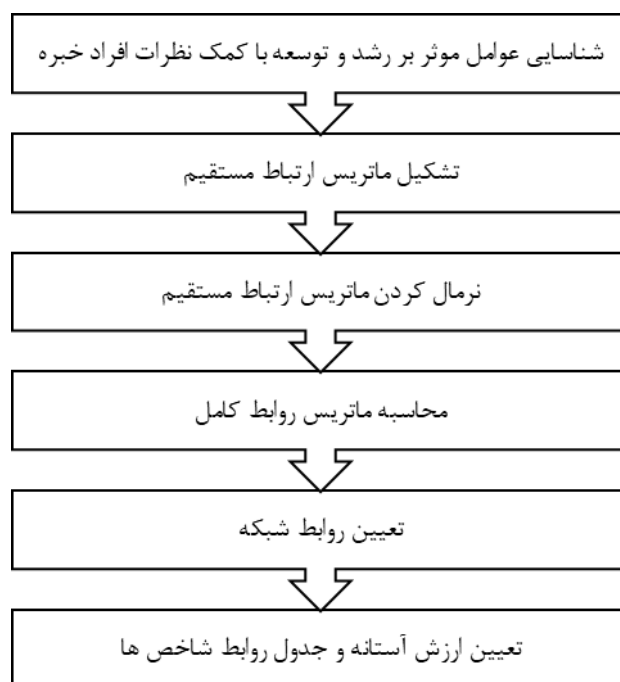 شناسایی عوامل موثر بر رشد و توسعه با کمک نظرات افراد خبره
تشکیل ماتریس ارتباط مستقیم
نرمال کردن ماتریس ارتباط مستقیم
محاسبه ماتریس روابط کامل
تعیین روابط شبکه
تعیین ارزش آستانه و جدول روابط شاخص ها